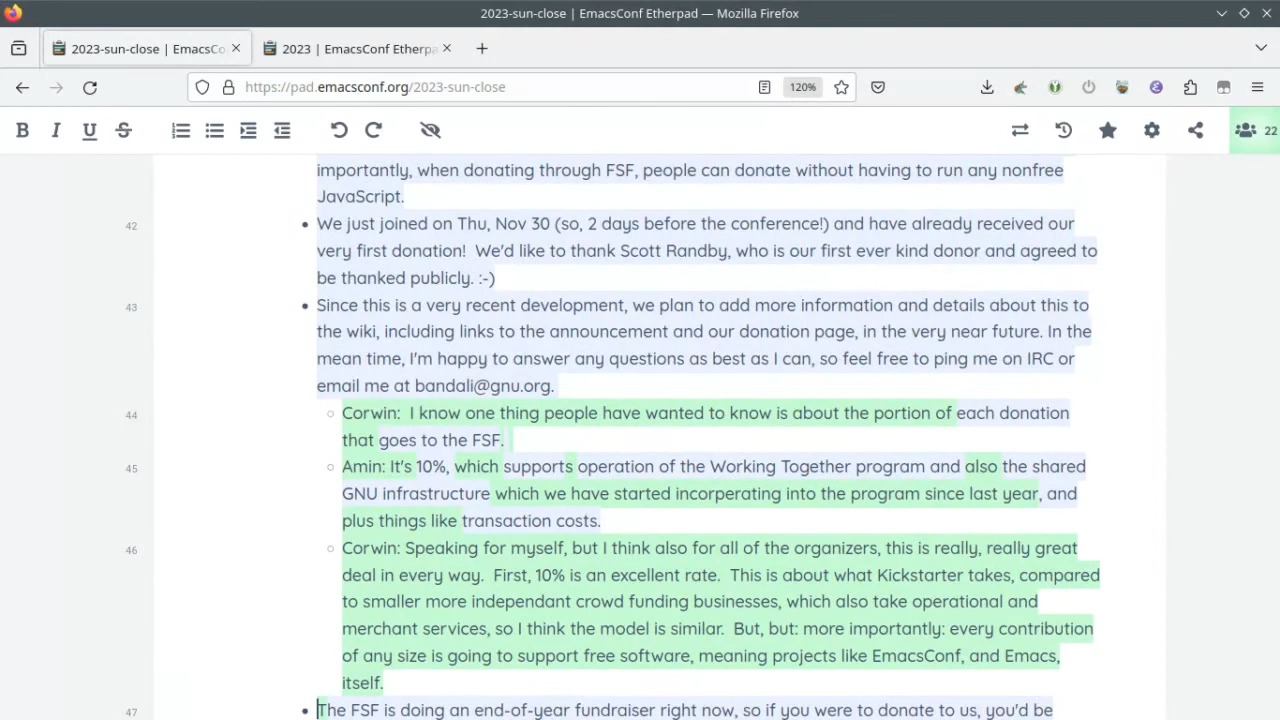 2023-sun-close | EmacsConf Etherpad — Mozilla Firefox
2023-sun-close | EmacsCo
2023 | EmacsConf Etherpa
https://pad.emacsconf.org/2023-sun-close
120%
B I U S
22
importantly, when donating through FSF, people can donate without having to run any nonfree
JavaScript.
42
We just joined on Thu, Nov 30 (so, 2 days before the conference!) and have already received our
very first donation!  We'd like to thank Scott Randby, who is our first ever kind donor and agreed to
be thanked publicly. :-)
43
Since this is a very recent development, we plan to add more information and details about this to
the wiki, including links to the announcement and our donation page, in the very near future. In the
mean time, I'm happy to answer any questions as best as I can, so feel free to ping me on IRC or
email me at bandali@gnu.org.
44
Corwin:  I know one thing people have wanted to know is about the portion of each donation
that goes to the FSF.
45
Amin: It's 10%, which supports operation of the Working Together program and also the shared
GNU infrastructure which we have started incorperating into the program since last year, and
plus things like transaction costs.
46
Corwin: Speaking for myself, but I think also for all of the organizers, this is really, really great
deal in every way.  First, 10% is an excellent rate.  This is about what Kickstarter takes, compared
to smaller more independant crowd funding businesses, which also take operational and
merchant services, so I think the model is similar.  But, but: more importantly: every contribution
of any size is going to support free software, meaning projects like EmacsConf, and Emacs,
itself.
47
The FSF is doing an end-of-year fundraiser right now, so if you were to donate to us, you'd be